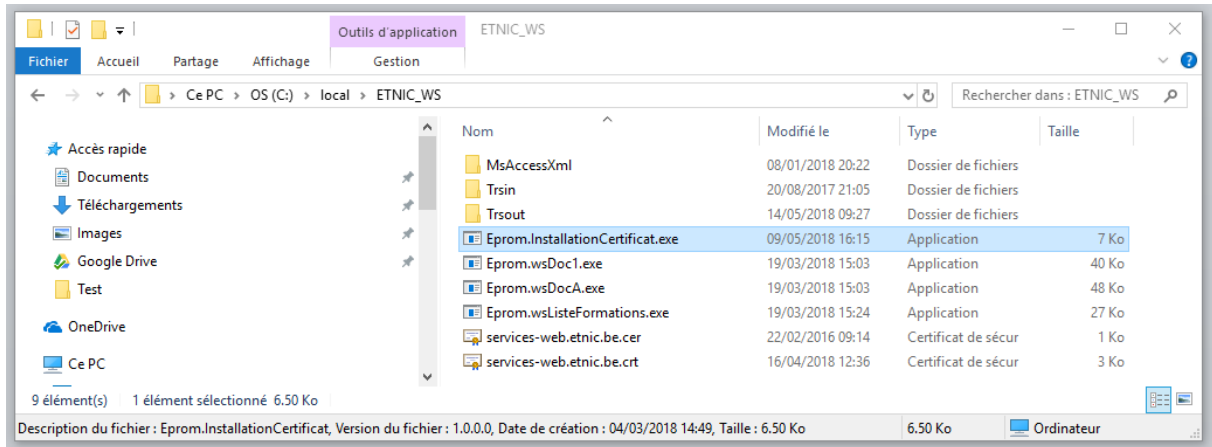 Outils d'application ETNIC_WS
Fichier Accueil Partage Affichage Gestion
Ce PC > OS (C:) > local > ETNIC_WS Rechercher dans : ETNIC_WS
Nom Modifié le Type Taille
Accès rapide
Documents
Téléchargements
Images
Google Drive
Test
OneDrive
Ce PC
MsAccessXml 08/01/2018 20:22 Dossier de fichiers
Trsin 20/08/2017 21:05 Dossier de fichiers
Trsout 14/05/2018 09:27 Dossier de fichiers
Eprom.InstallationCertificat.exe 09/05/2018 16:15 Application 7 Ko
Eprom.wsDoc1.exe 19/03/2018 15:03 Application 40 Ko
Eprom.wsDocA.exe 19/03/2018 15:03 Application 48 Ko
Eprom.wsListeFormations.exe 19/03/2018 15:24 Application 27 Ko
services-web.etnic.be.cer 22/02/2016 09:14 Certificat de sécur 1 Ko
services-web.etnic.be.crt 16/04/2018 12:36 Certificat de sécur 3 Ko
9 élément(s) 1 élément sélectionné 6.50 Ko
Description du fichier : Eprom.InstallationCertificat, Version du fichier : 1.0.0.0, Date de création : 04/03/2018 14:49, Taille : 6.50 Ko 6.50 Ko Ordinateur